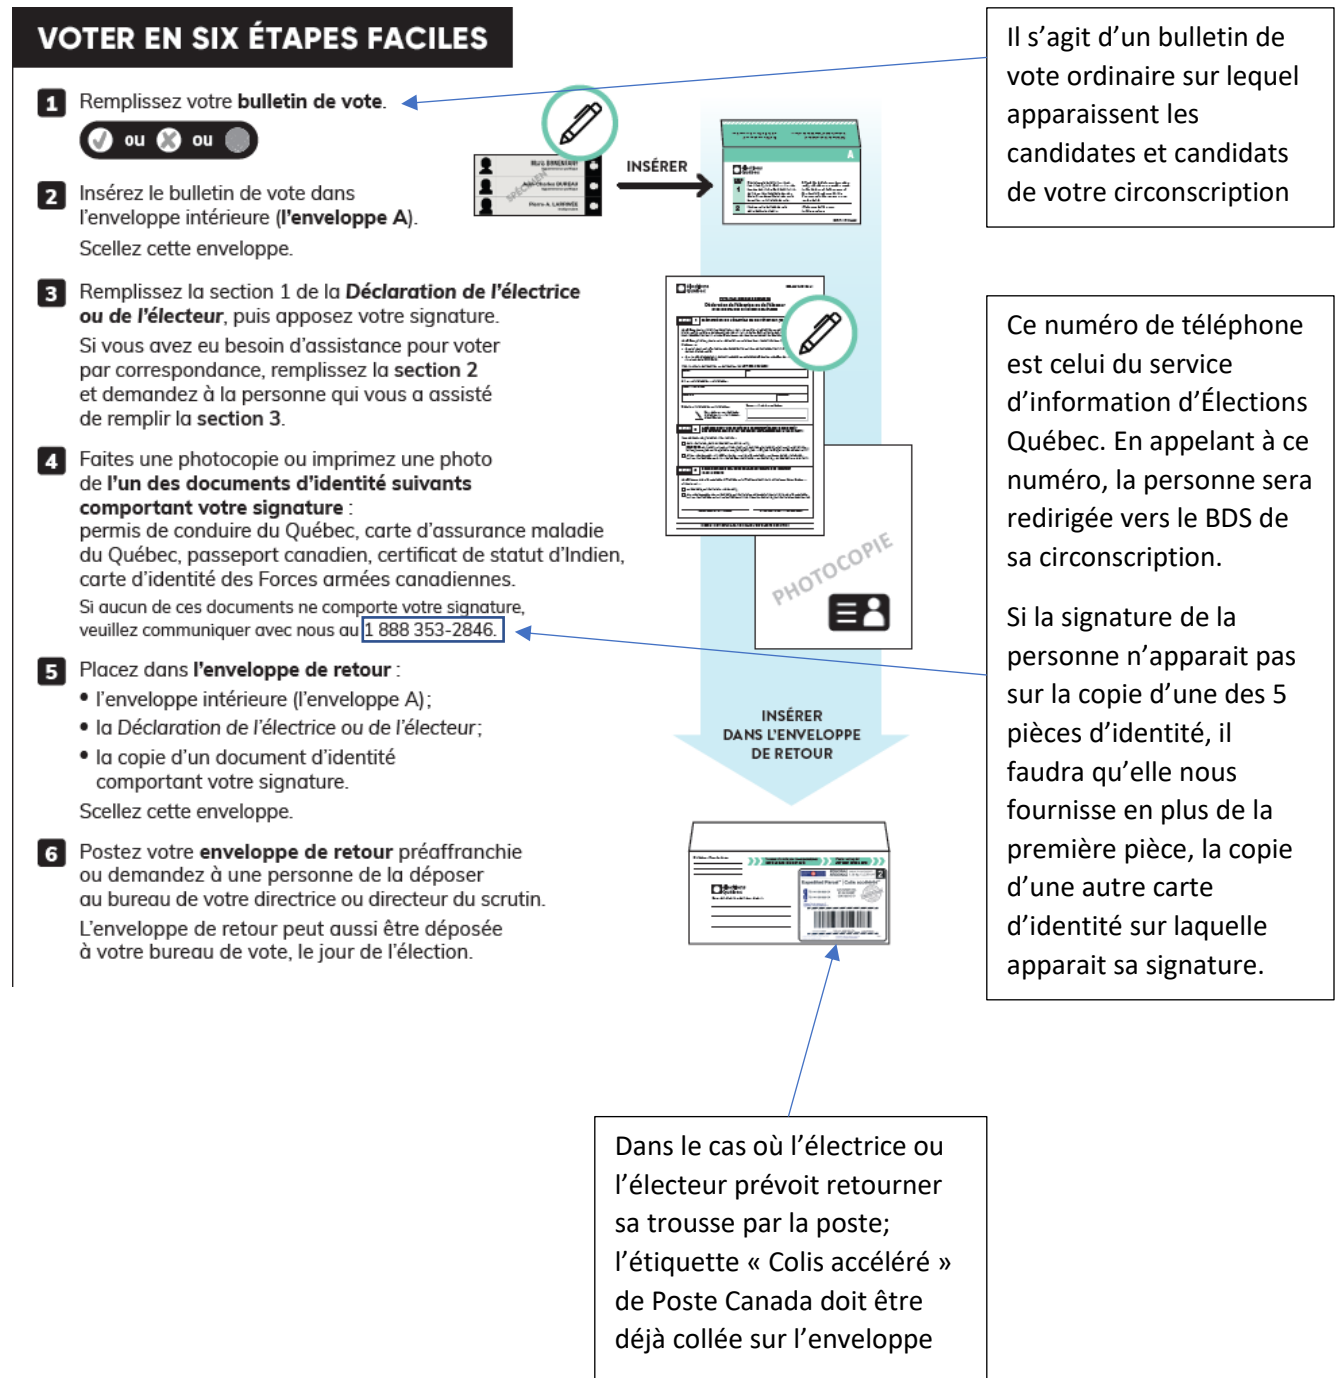 VOTER EN SIX ÉTAPES FACILES
1 Remplissez votre bulletin de vote.
ou ou
2 Insérez le bulletin de vote dans
l’enveloppe intérieure (l’enveloppe A).
Scellez cette enveloppe.
3 Remplissez la section 1 de la Déclaration de l’électrice
ou de l’électeur, puis apposez votre signature.
Si vous avez eu besoin d’assistance pour voter
par correspondance, remplissez la section 2
et demandez à la personne qui vous a assisté
de remplir la section 3.
4 Faites une photocopie ou imprimez une photo
de l’un des documents d’identité suivants
comportant votre signature :
permis de conduire du Québec, carte d’assurance maladie
du Québec, passeport canadien, certificat de statut d’Indien,
carte d’identité des Forces armées canadiennes.
Si aucun de ces documents ne comporte votre signature,
veuillez communiquer avec nous au 1 888 353-2846.
5 Placez dans l’enveloppe de retour :
• l’enveloppe intérieure (l’enveloppe A);
• la Déclaration de l’électrice ou de l’électeur;
• la copie d’un document d’identité
comportant votre signature.
Scellez cette enveloppe.
6 Postez votre enveloppe de retour préaffranchie
ou demandez à une personne de la déposer
au bureau de votre directrice ou directeur du scrutin.
L’enveloppe de retour peut aussi être déposée
à votre bureau de vote, le jour de l’élection.
SPÉCIMEN
INSÉRER
A
1
2
Élections
Québec
Déclaration de l’électrice ou de l’électeur
PHOTOCOPIE
INSÉRER
DANS L’ENVELOPPE
DE RETOUR
Élections
Québec
2
Il s’agit d’un bulletin de
vote ordinaire sur lequel
apparaissent les
candidates et candidats
de votre circonscription
Ce numéro de téléphone
est celui du service
d’information d’Élections
Québec. En appelant à ce
numéro, la personne sera
redirigée vers le BDS de
sa circonscription.
Si la signature de la
personne n’apparait pas
sur la copie d’une des 5
pièces d’identité, il
faudra qu’elle nous
fournisse en plus de la
première pièce, la copie
d’une autre carte
d’identité sur laquelle
apparait sa signature.
Dans le cas où l’électrice ou
l’électeur prévoit retourner
sa trousse par la poste;
l’étiquette « Colis accéléré »
de Poste Canada doit être
déjà collée sur l’enveloppe